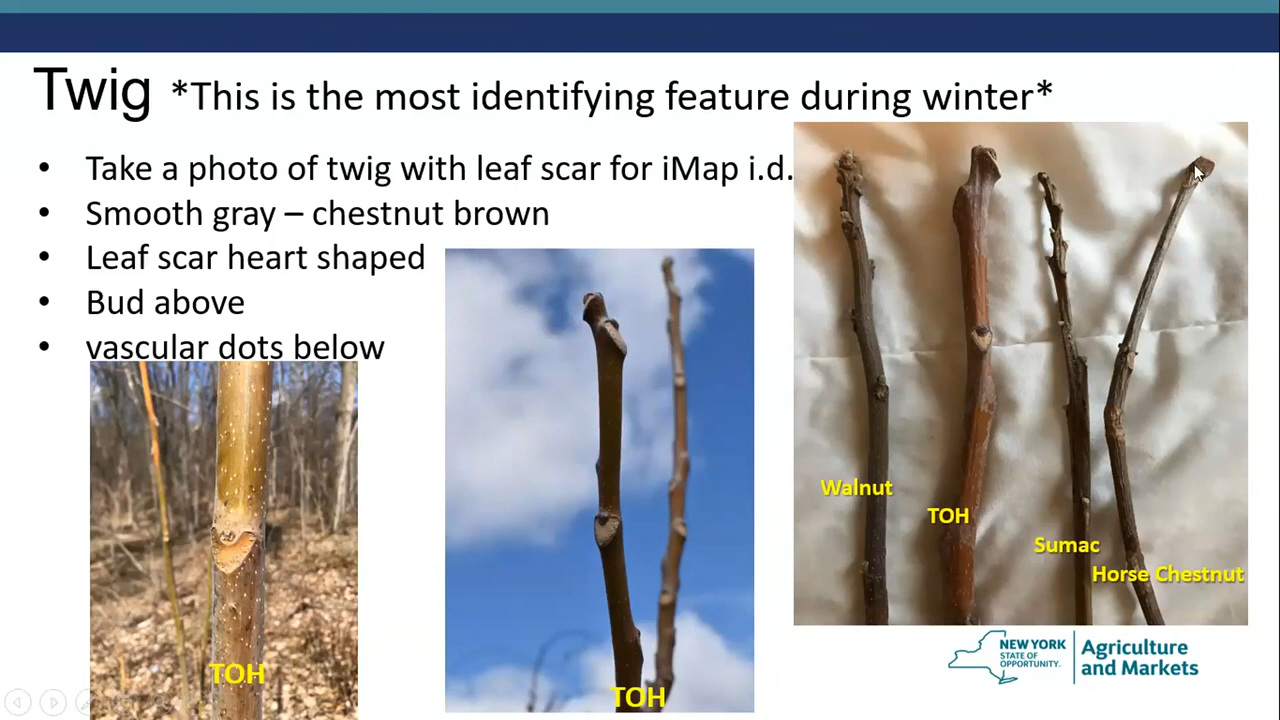 Twig *This is the most identifying feature during winter*
• Take a photo of twig with leaf scar for iMap i.d.
• Smooth gray – chestnut brown
• Leaf scar heart shaped
• Bud above
• vascular dots below
TOH
TOH
Walnut
TOH
Sumac
Horse Chestnut
NEW YORK
STATE OF
OPPORTUNITY.
Agriculture
and Markets